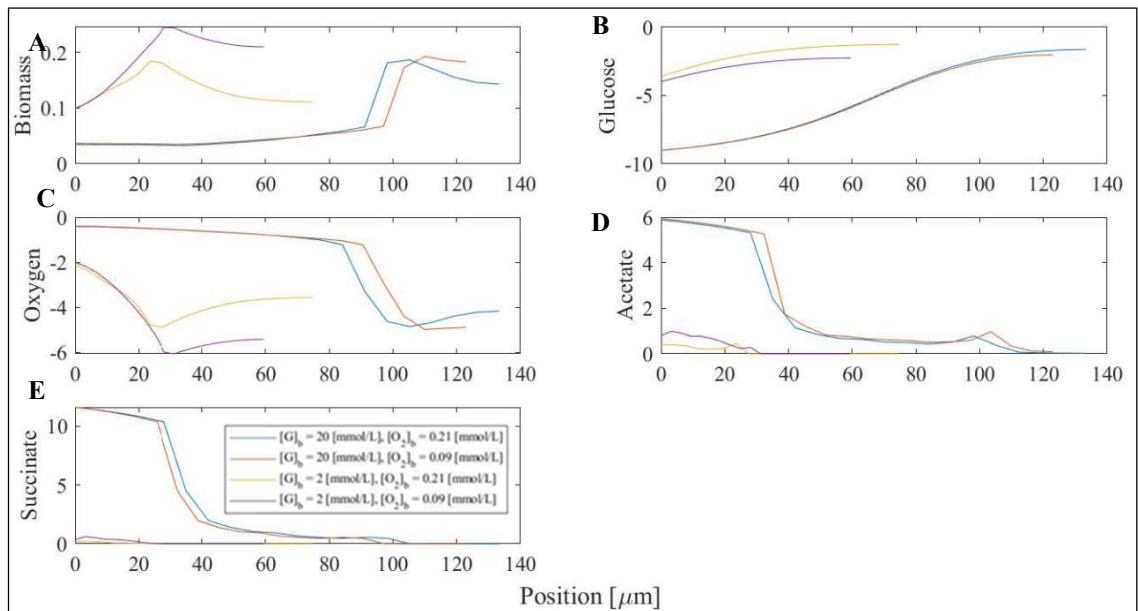 A
Biomass
0.2
0.1
0
0 20 40 60 80 100 120 140
B
Glucose
0
-5
-10
0 20 40 60 80 100 120 140
C
Oxygen
0
-2
-4
-6
0 20 40 60 80 100 120 140
D
Acetate
6
4
2
0
0 20 40 60 80 100 120 140
E
Succinate
10
5
0
0 20 40 60 80 100 120 140
[G]b = 20 [mmol/L], [O2]b = 0.21 [mmol/L]
[G]b = 20 [mmol/L], [O2]b = 0.09 [mmol/L]
[G]b = 2 [mmol/L], [O2]b = 0.21 [mmol/L]
[G]b = 2 [mmol/L], [O2]b = 0.09 [mmol/L]
Position [μm]